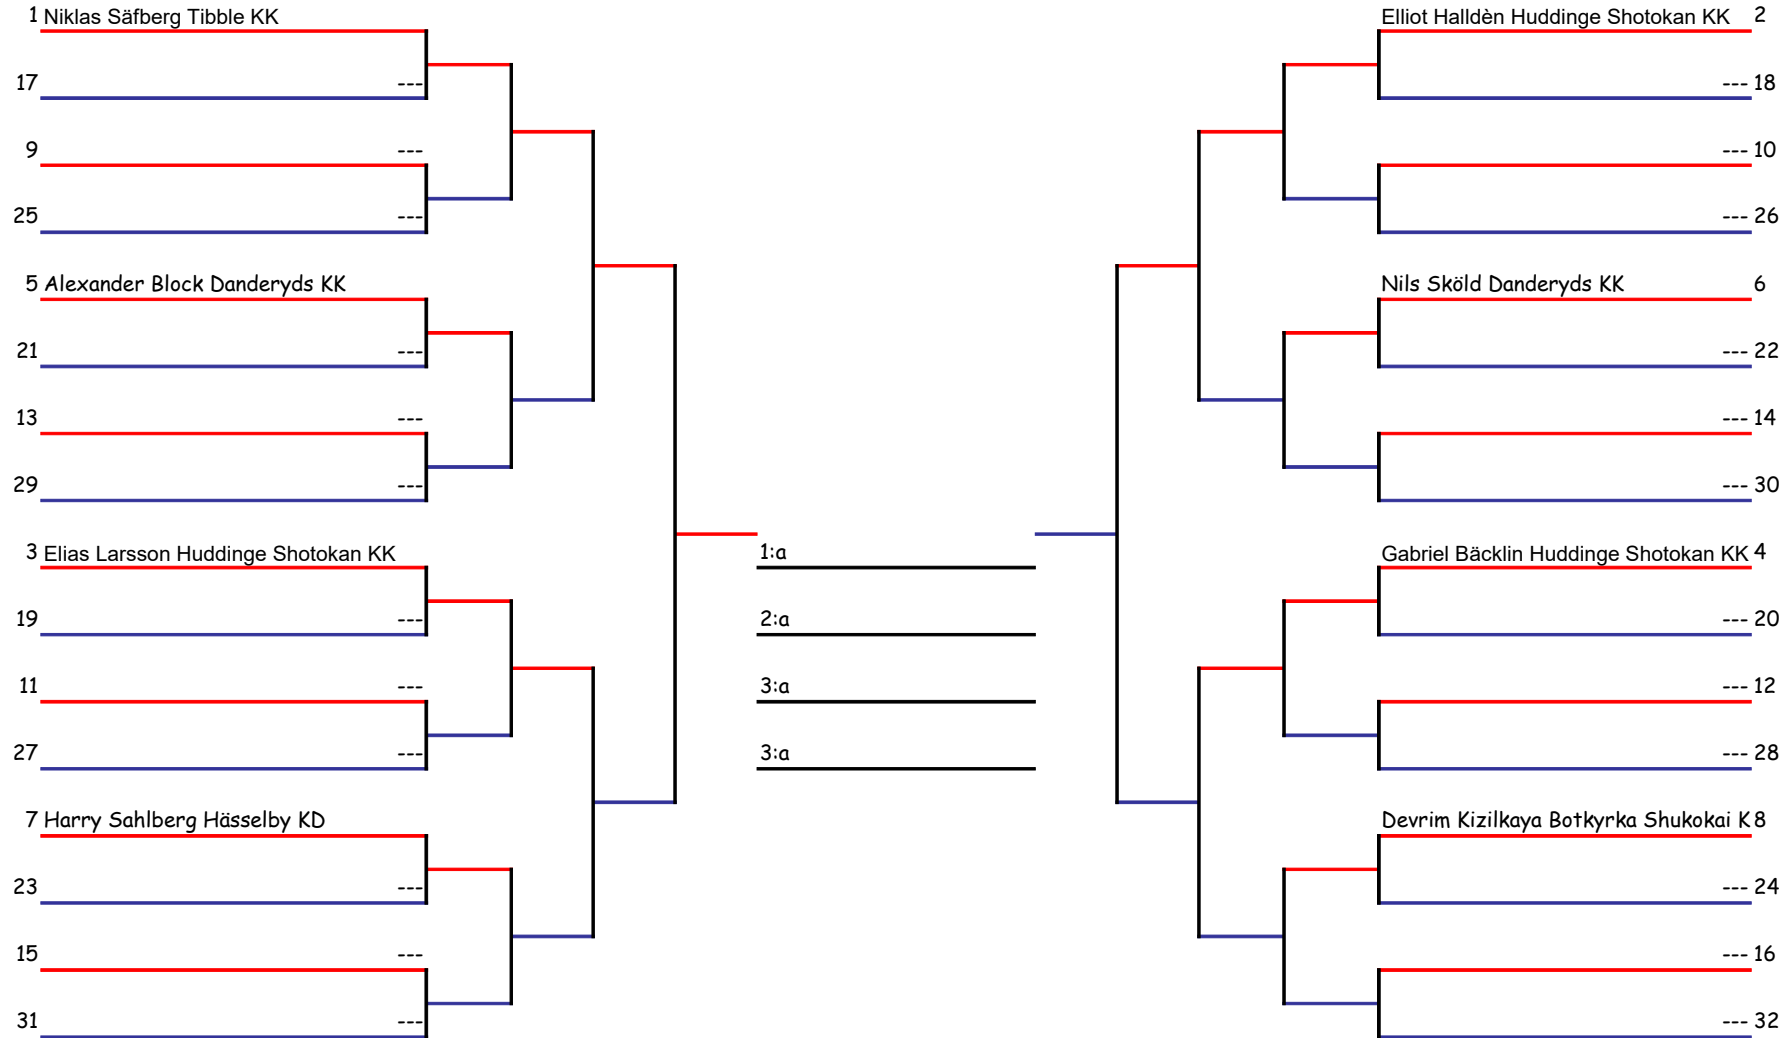 1 Niklas Säfberg Tibble KK
17 ---
9 ---
25 ---
5 Alexander Block Danderyds KK
21 ---
13 ---
29 ---
3 Elias Larsson Huddinge Shotokan KK
19 ---
11 ---
27 ---
7 Harry Sahlberg Hässelby KD
23 ---
15 ---
31 ---
1:a
2:a
3:a
3:a
Elliot Halldèn Huddinge Shotokan KK 2
--- 18
--- 10
--- 26
Nils Sköld Danderyds KK 6
--- 22
--- 14
--- 30
Gabriel Bäcklin Huddinge Shotokan KK 4
--- 20
--- 12
--- 28
Devrim Kizilkaya Botkyrka Shukokai K 8
--- 24
--- 16
--- 32